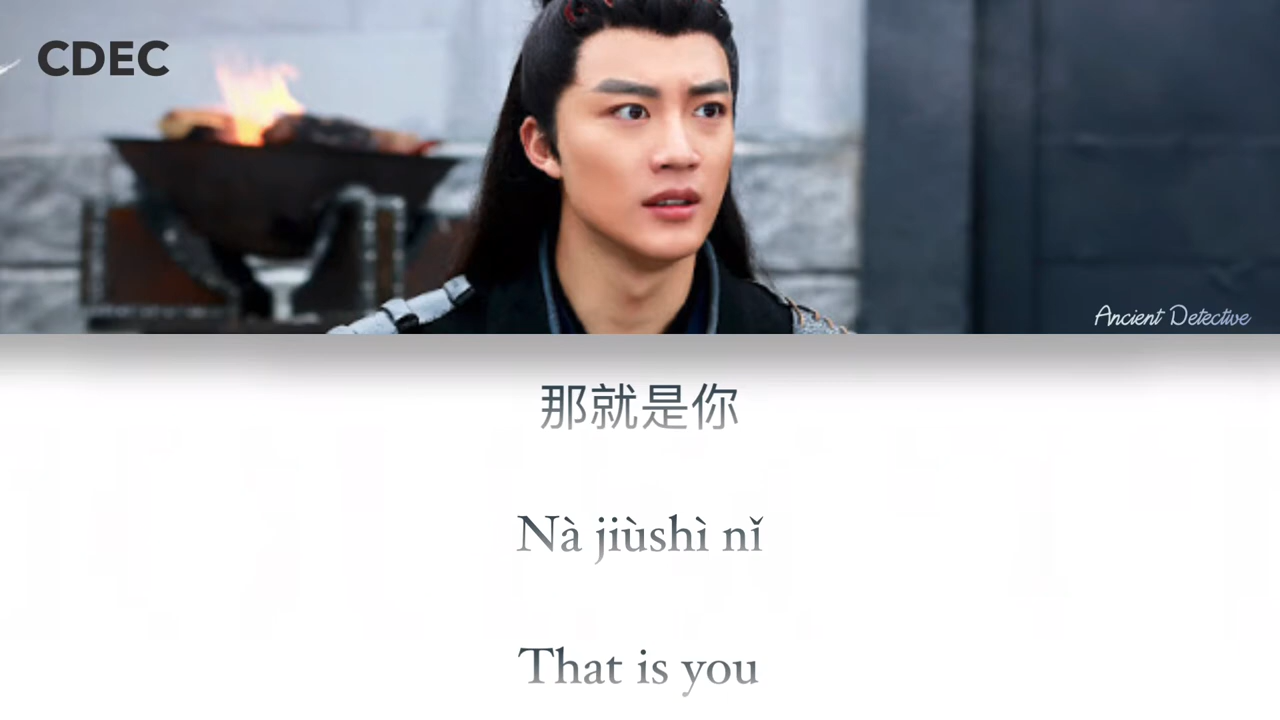 CDEC
Ancient Detective
那就是你
Nà jiùshì nǐ
That is you